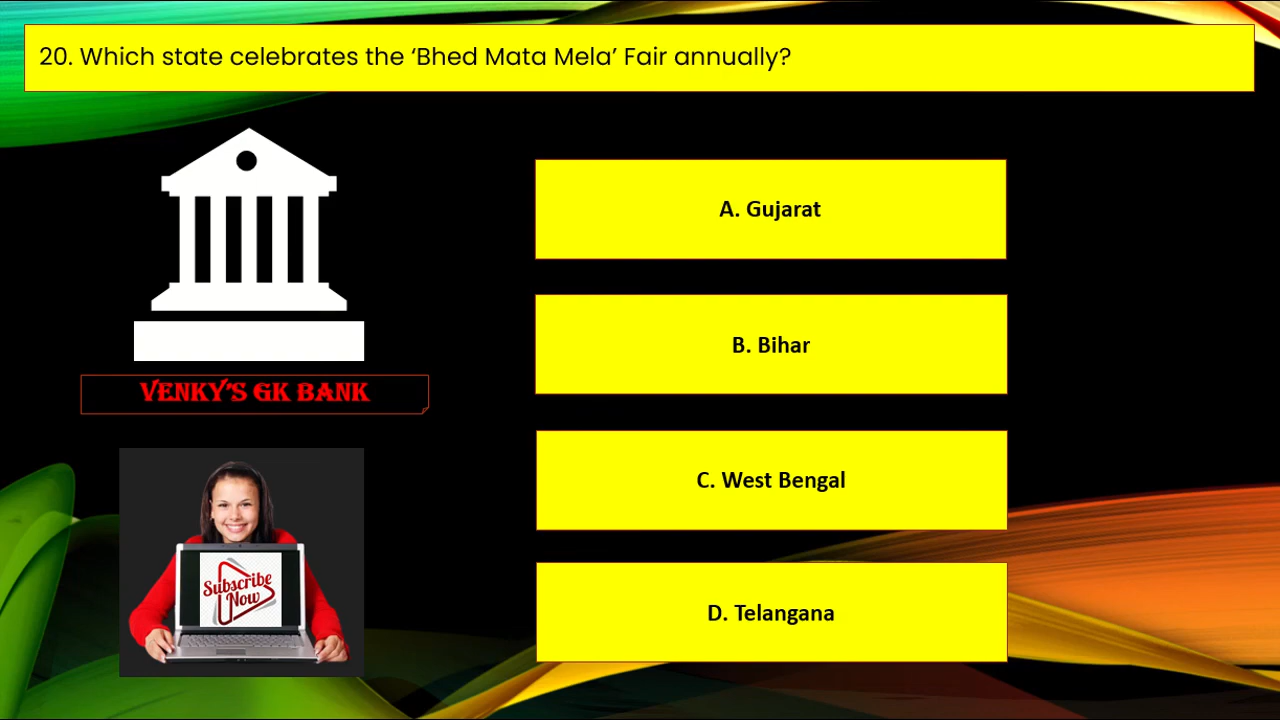 20. Which state celebrates the ‘Bhed Mata Mela’ Fair annually?
A. Gujarat
B. Bihar
C. West Bengal
D. Telangana
VENKY’S GK BANK
Subscribe
Now